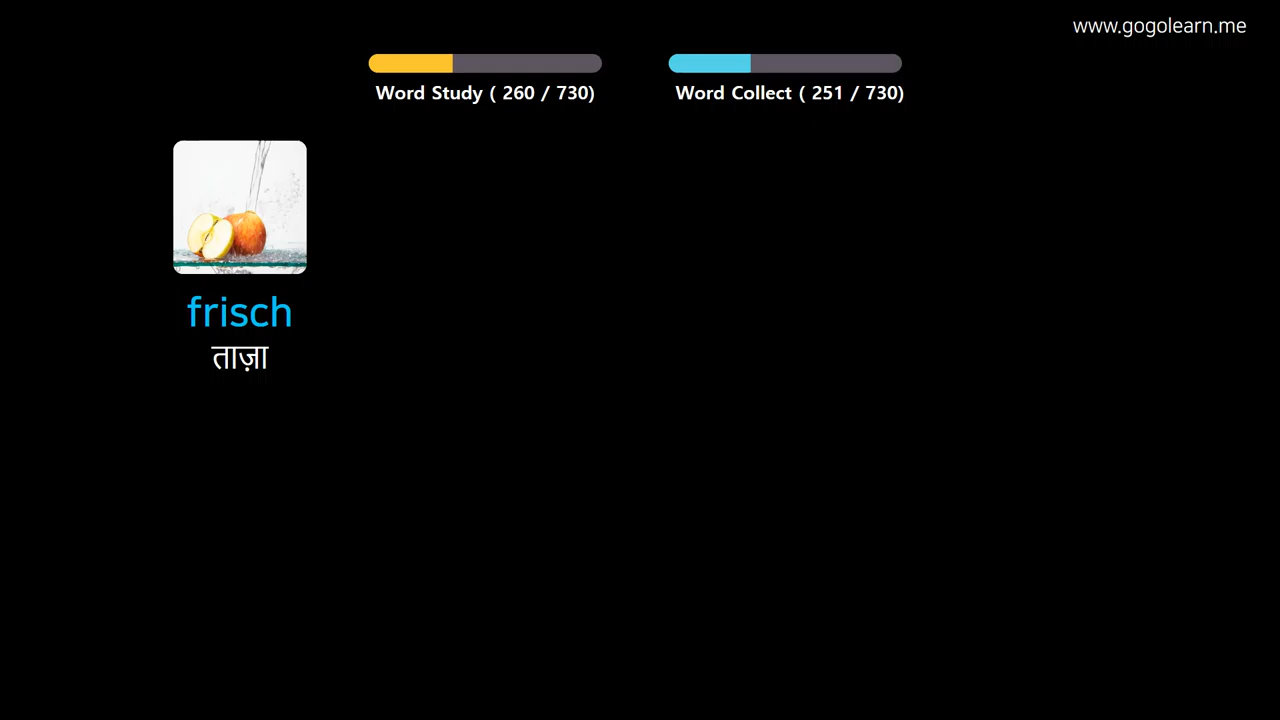 www.gogolearn.me
Word Study ( 260 / 730)
Word Collect ( 251 / 730)
frisch
ताज़ा